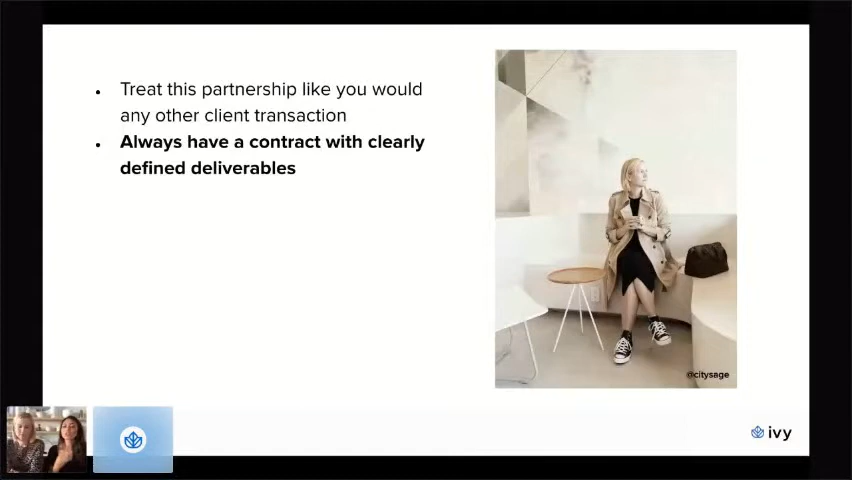 • Treat this partnership like you would
any other client transaction
• Always have a contract with clearly
defined deliverables
@citysage
ivy